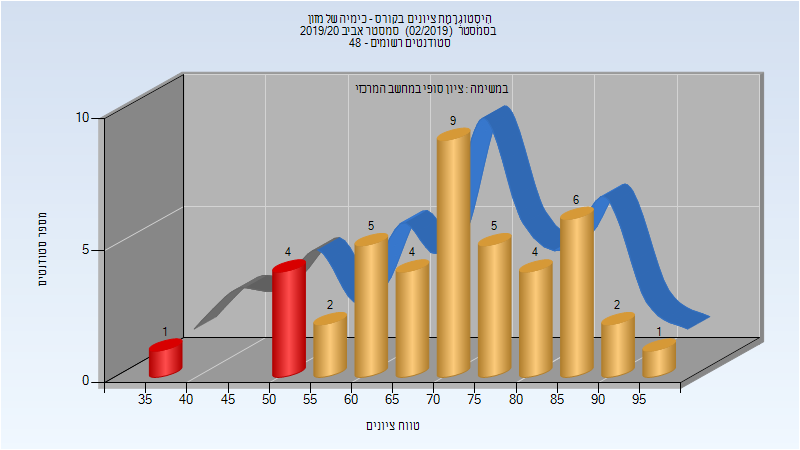 היסטוגרמת ציונים בקורס - כימיה של מזון
בסמסטר (02/2019) סמסטר אביב 2019/20
סטודנטים רשומים - 48
במשימה : ציון סופי במחשב המרכזי
מספר סטודנטים
10
5
0
1
4
2
5
4
9
5
4
6
2
1
35 40 45 50 55 60 65 70 75 80 85 90 95
טווח ציונים